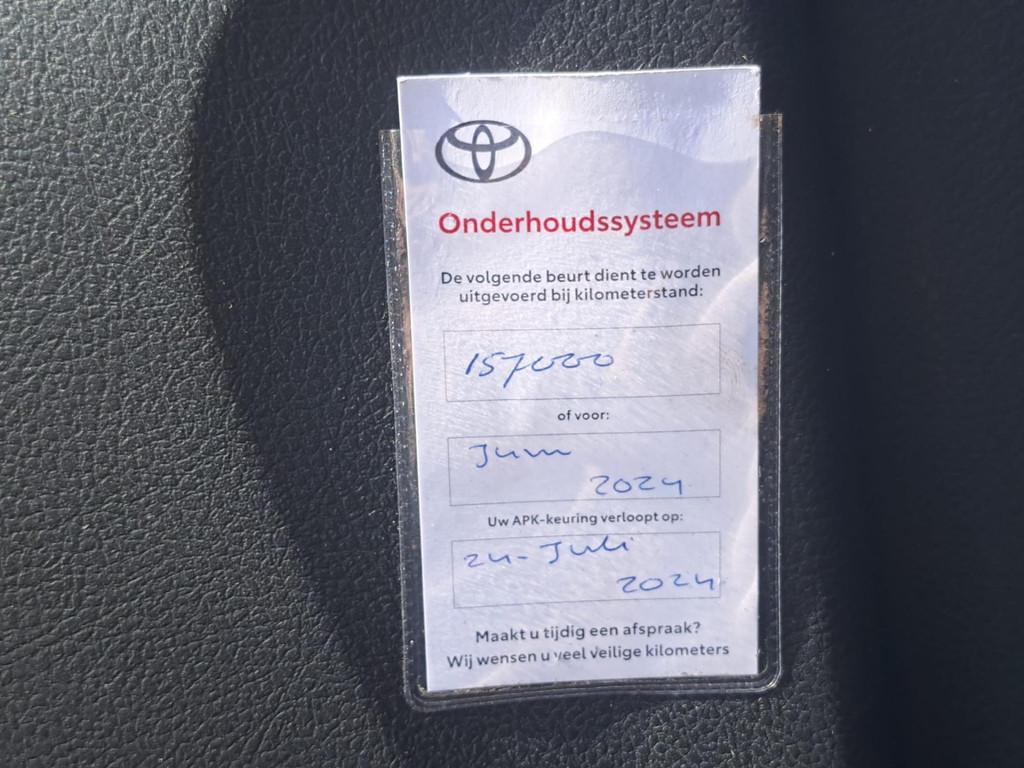 Onderhoudssysteem
De volgende beurt dient te worden
uitgevoerd bij kilometerstand:
157000
of voor:
Juni
2024
Uw APK-keuring verloopt op:
24-Juli
2024
Maakt u tijdig een afspraak?
Wij wensen u veel veilige kilometers